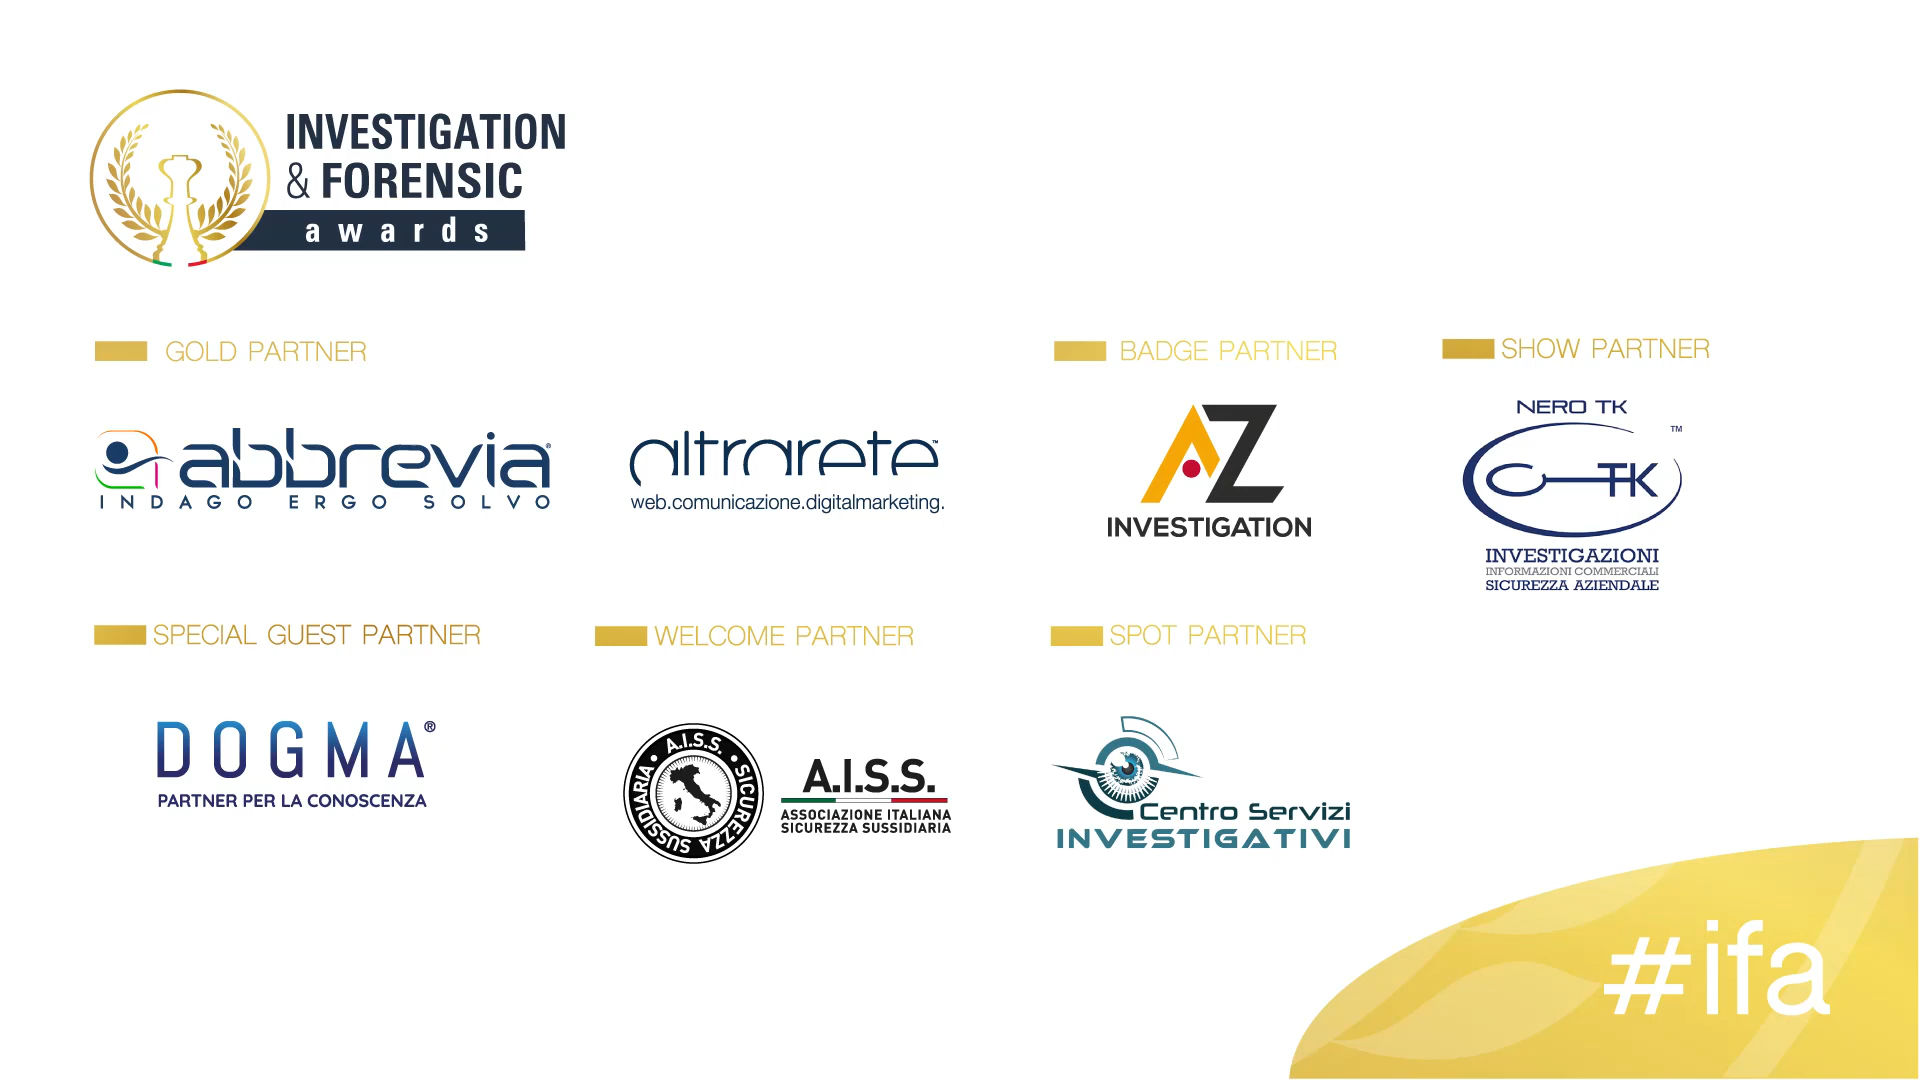 INVESTIGATION
& FORENSIC
awards
GOLD PARTNER
abbrevia®
INDAGO ERGO SOLVO
altrarete™
web.comunicazione.digitalmarketing.
BADGE PARTNER
AZ
INVESTIGATION
SHOW PARTNER
NERO TK
™
TK
INVESTIGAZIONI
INFORMAZIONI COMMERCIALI
SICUREZZA AZIENDALE
SPECIAL GUEST PARTNER
DOGMA®
PARTNER PER LA CONOSCENZA
WELCOME PARTNER
• A.I.S.S. • SICUREZZA SUSSIDIARIA
A.I.S.S.
ASSOCIAZIONE ITALIANA
SICUREZZA SUSSIDIARIA
SPOT PARTNER
Centro Servizi
INVESTIGATIVI
#ifa